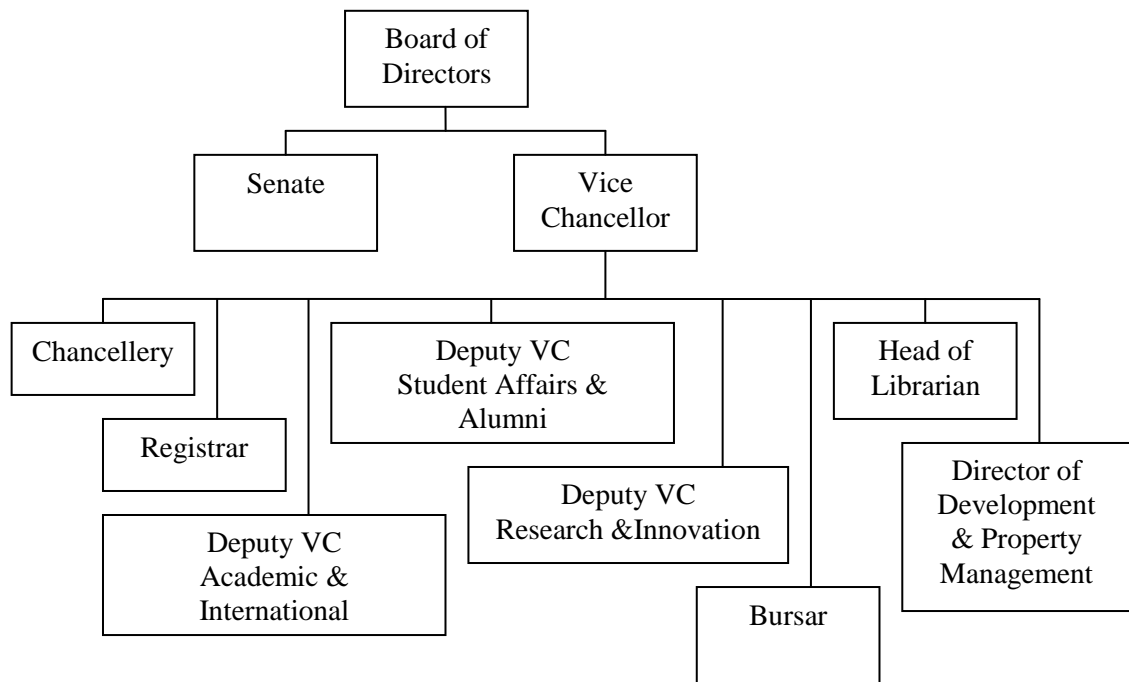 Board of
Directors
Senate
Vice
Chancellor
Chancellery
Registrar
Deputy VC
Academic &
International
Deputy VC
Student Affairs &
Alumni
Deputy VC
Research &Innovation
Bursar
Head of
Librarian
Director of
Development
& Property
Management